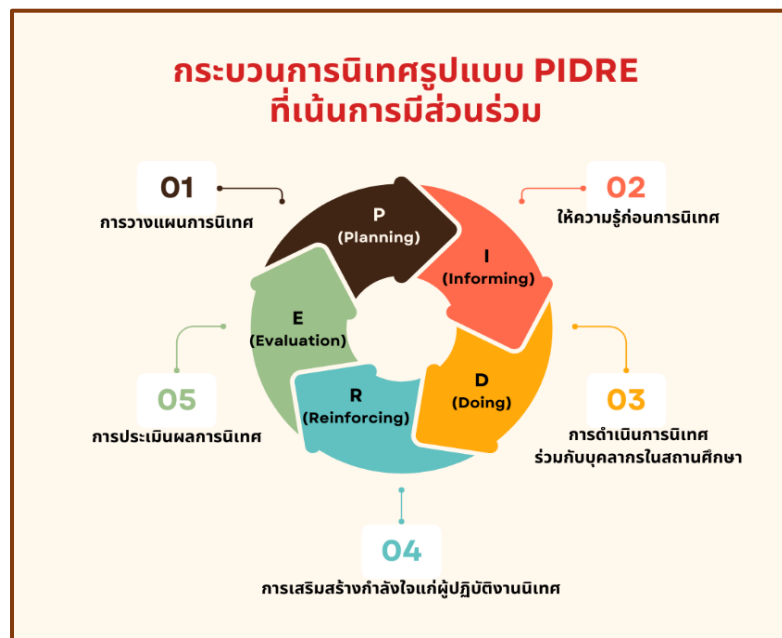 กระบวนการนิเทศรูปแบบ PIDRE
ที่เน้นการมีส่วนร่วม
01
การวางแผนการนิเทศ
02
ให้ความรู้ก่อนการนิเทศ
P
(Planning)
I
(Informing)
E
(Evaluation)
D
(Doing)
R
(Reinforcing)
05
การประเมินผลการนิเทศ
03
การดำเนินการนิเทศ
ร่วมกับบุคลากรในสถานศึกษา
04
การเสริมสร้างกำลังใจแก่ผู้ปฏิบัติงานนิเทศ